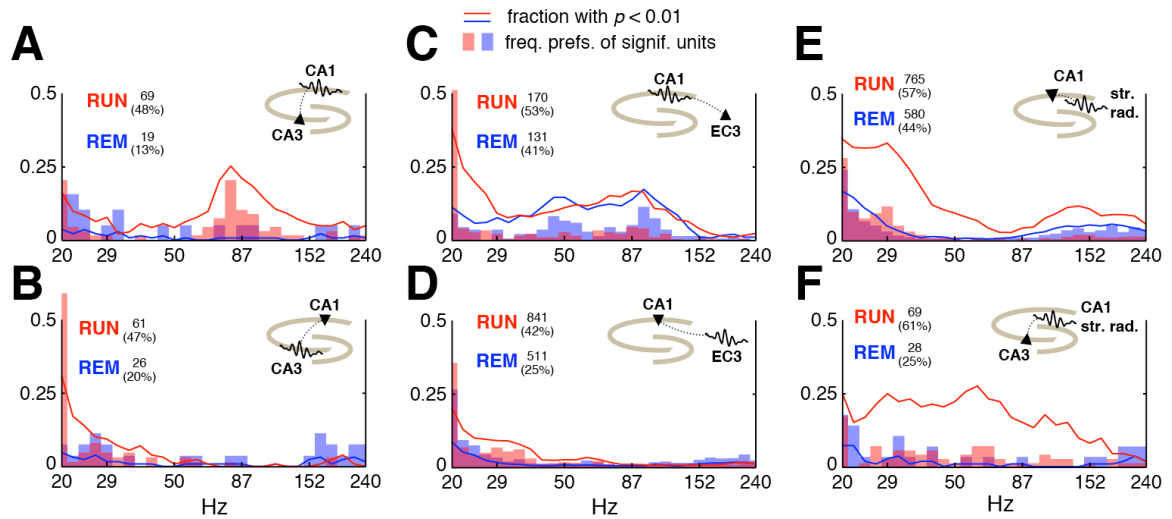 fraction with p < 0.01
freq. prefs. of signif. units
A
CA1
CA3
RUN 69 (48%)
REM 19 (13%)
0.5
0.25
0
20 29 50 87 152 240
C
CA1
EC3
RUN 170 (53%)
REM 131 (41%)
0.5
0.25
0
20 29 50 87 152 240
E
CA1
str. rad.
RUN 765 (57%)
REM 580 (44%)
0.5
0.25
0
20 29 50 87 152 240
B
CA1
CA3
RUN 61 (47%)
REM 26 (20%)
0.5
0.25
0
20 29 50 87 152 240
Hz
D
CA1
EC3
RUN 841 (42%)
REM 511 (25%)
0.5
0.25
0
20 29 50 87 152 240
Hz
F
CA1
str. rad.
CA3
RUN 69 (61%)
REM 28 (25%)
0.5
0.25
0
20 29 50 87 152 240
Hz